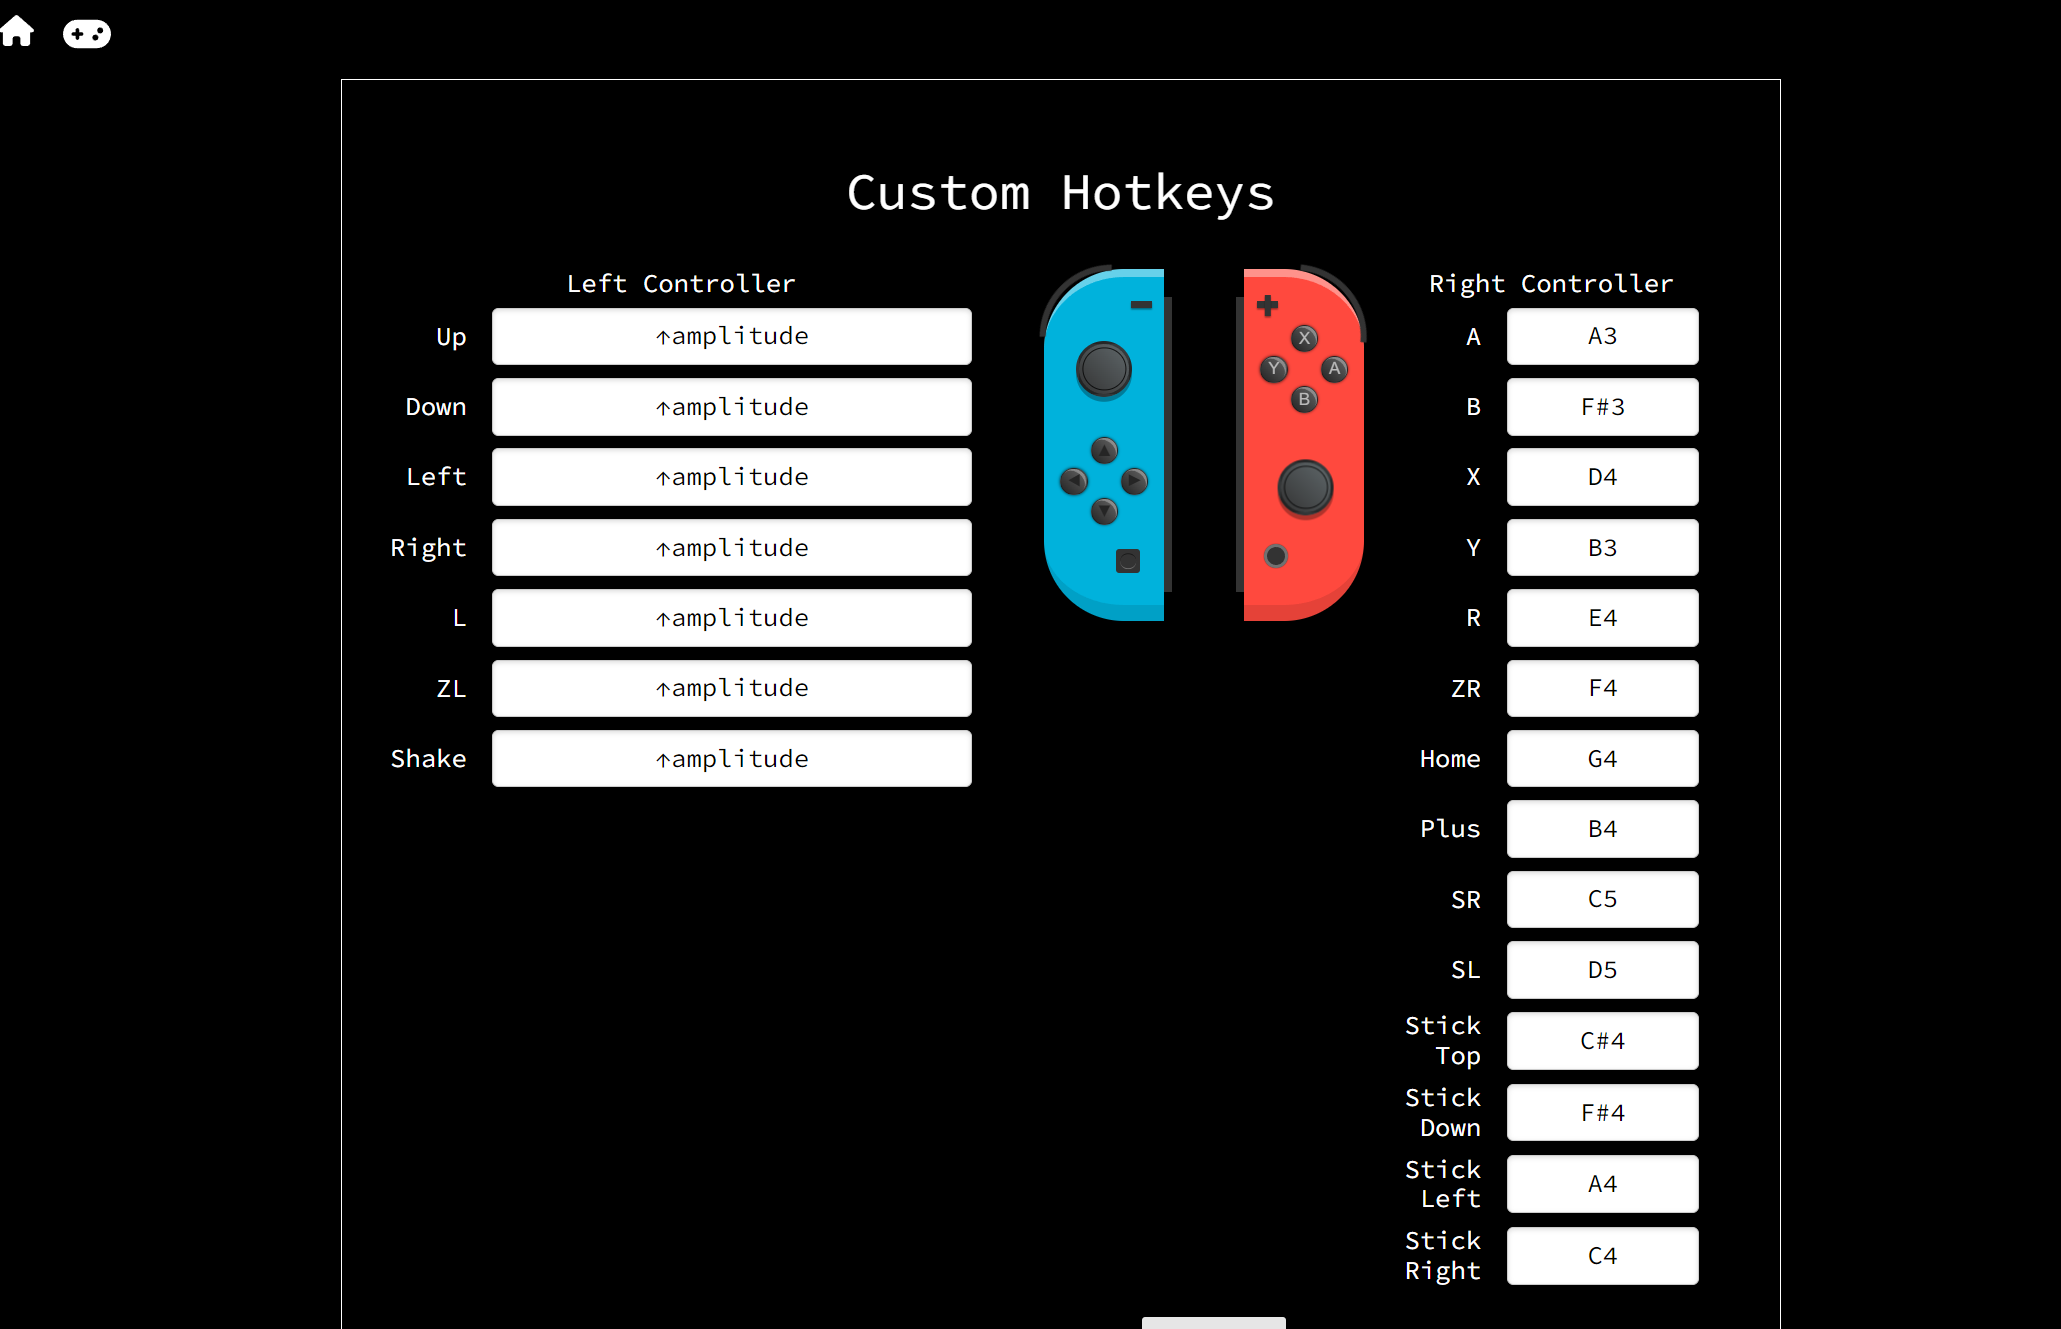 Custom Hotkeys
Left Controller
Up ↑amplitude
Down ↑amplitude
Left ↑amplitude
Right ↑amplitude
L ↑amplitude
ZL ↑amplitude
Shake ↑amplitude
X
Y A
B
Right Controller
A A3
B F#3
X D4
Y B3
R E4
ZR F4
Home G4
Plus B4
SR C5
SL D5
Stick
Top C#4
Stick
Down F#4
Stick
Left A4
Stick
Right C4